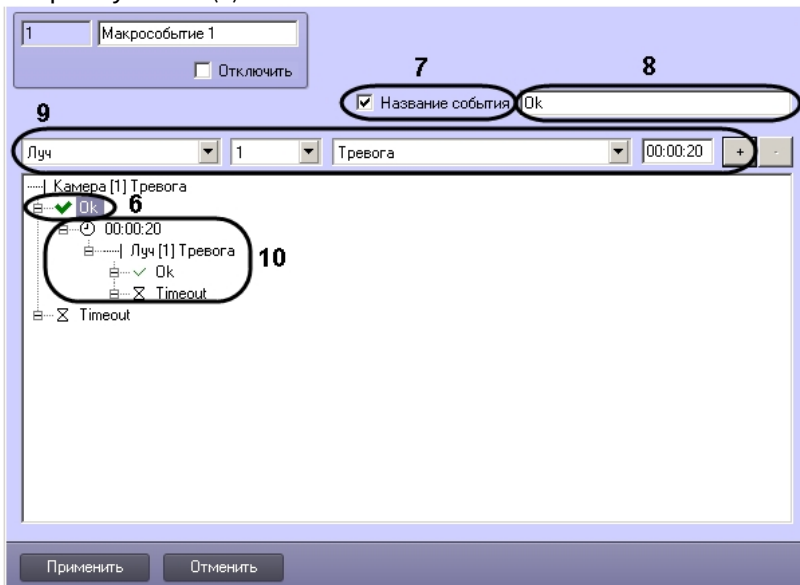 1 Макрособытие 1
Отключить
7 8
Название события Ok
9
Луч 1 Тревога 00:00:20 + -
Камера [1] Тревога
Ok 6
00:00:20
Луч [1] Тревога
10
Ok
Timeout
Timeout
Применить Отменить